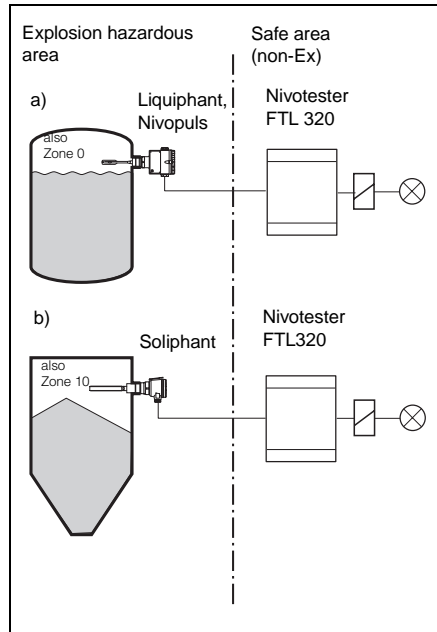 Explosion hazardous
area
Safe area
(non-Ex)
a)
Liquiphant,
Nivopuls
Nivotester
FTL 320
also
Zone 0
b)
Soliphant
Nivotester
FTL320
also
Zone 10